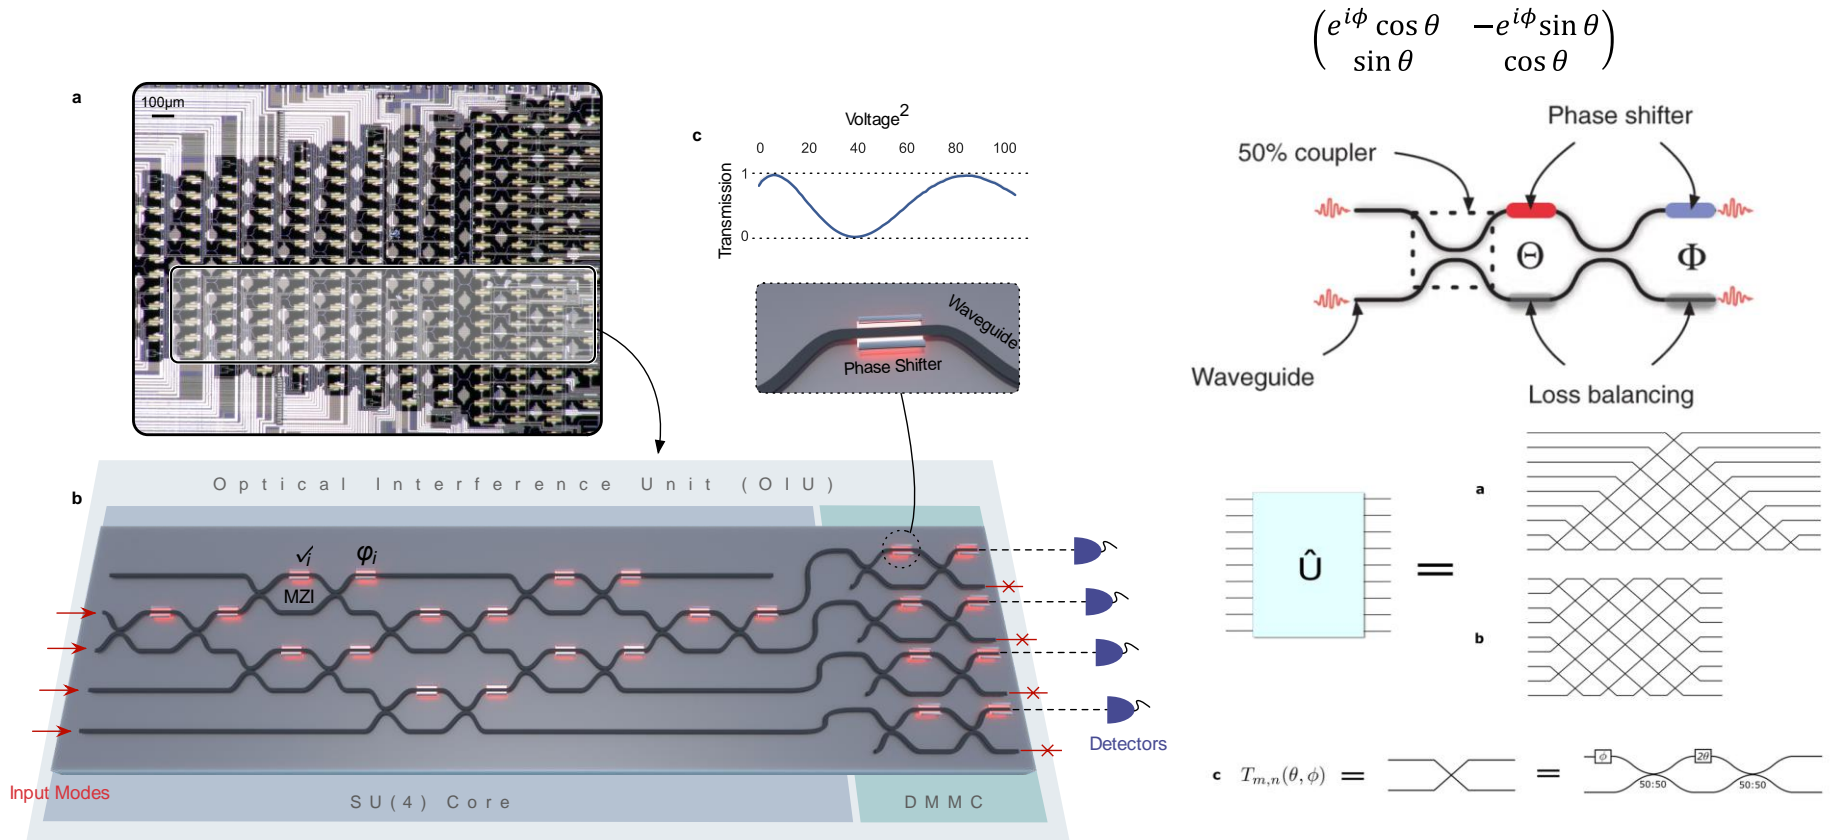 a
100µm
c
Voltage2
0 20 40 60 80 100
Transmission
1
0
Waveguide
Phase Shifter
b
Optical Interference Unit (OIU)
φi
MZI
Detectors
Input Modes
SU(4) Core
DMMC
e^{iϕ} cos θ −e^{iϕ} sin θ
sin θ cos θ
Phase shifter
50% coupler
Θ
Φ
Waveguide
Loss balancing
a
Û
=
b
c T_{m,n}(θ, ϕ) = =
ϕ 2θ
50:50 50:50